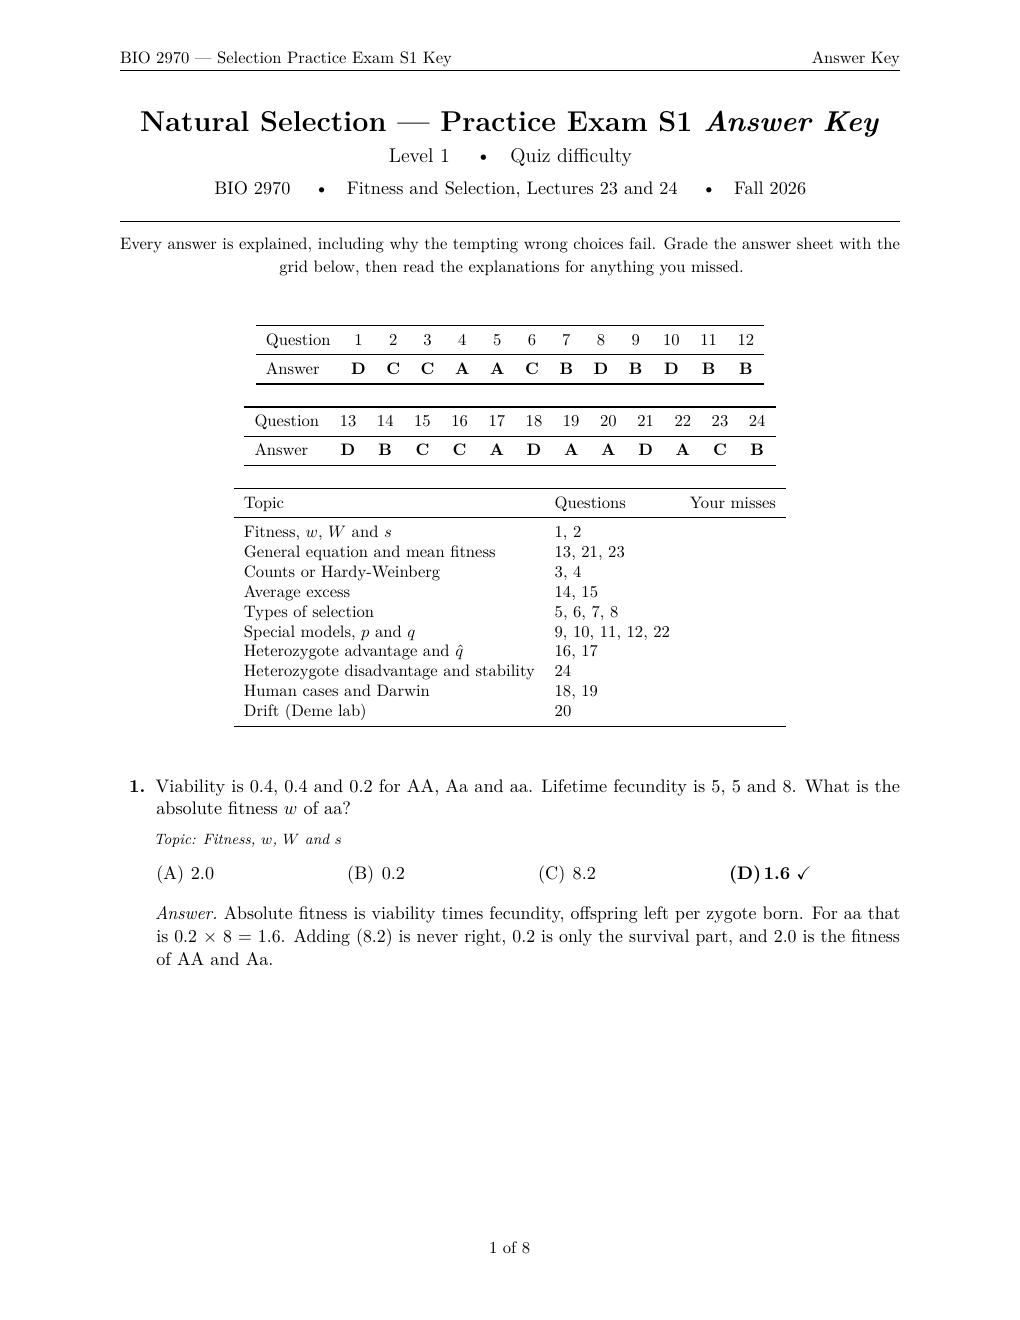 BIO 2970 — Selection Practice Exam S1 Key Answer Key
Natural Selection — Practice Exam S1 Answer Key
Level 1 • Quiz difficulty
BIO 2970 • Fitness and Selection, Lectures 23 and 24 • Fall 2026
Every answer is explained, including why the tempting wrong choices fail. Grade the answer sheet with the
grid below, then read the explanations for anything you missed.
Question 1 2 3 4 5 6 7 8 9 10 11 12
Answer D C C A A C B D B D B B
Question 13 14 15 16 17 18 19 20 21 22 23 24
Answer D B C C A D A A D A C B
Topic Questions Your misses
Fitness, w, W and s 1, 2
General equation and mean fitness 13, 21, 23
Counts or Hardy-Weinberg 3, 4
Average excess 14, 15
Types of selection 5, 6, 7, 8
Special models, p and q 9, 10, 11, 12, 22
Heterozygote advantage and q̂ 16, 17
Heterozygote disadvantage and stability 24
Human cases and Darwin 18, 19
Drift (Deme lab) 20
1. Viability is 0.4, 0.4 and 0.2 for AA, Aa and aa. Lifetime fecundity is 5, 5 and 8. What is the
absolute fitness w of aa?
Topic: Fitness, w, W and s
(A) 2.0 (B) 0.2 (C) 8.2 (D) 1.6 ✓
Answer. Absolute fitness is viability times fecundity, offspring left per zygote born. For aa that
is 0.2 × 8 = 1.6. Adding (8.2) is never right, 0.2 is only the survival part, and 2.0 is the fitness
of AA and Aa.
1 of 8